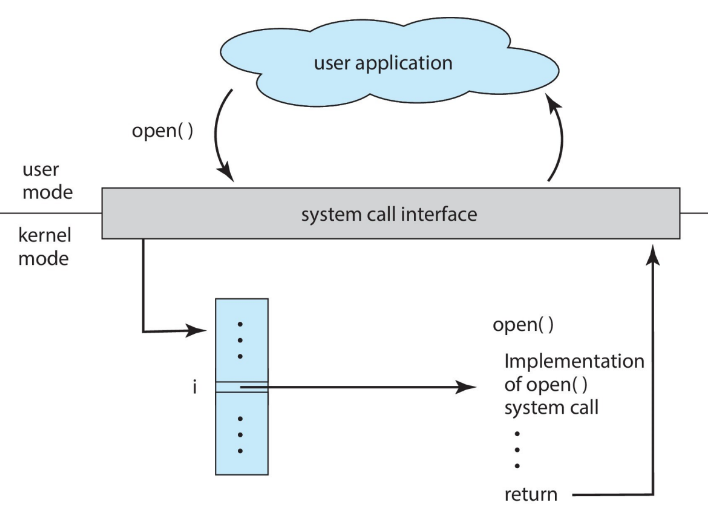 user application
open( )
user
mode
system call interface
kernel
mode
i
open( )
Implementation
of open( )
system call
return